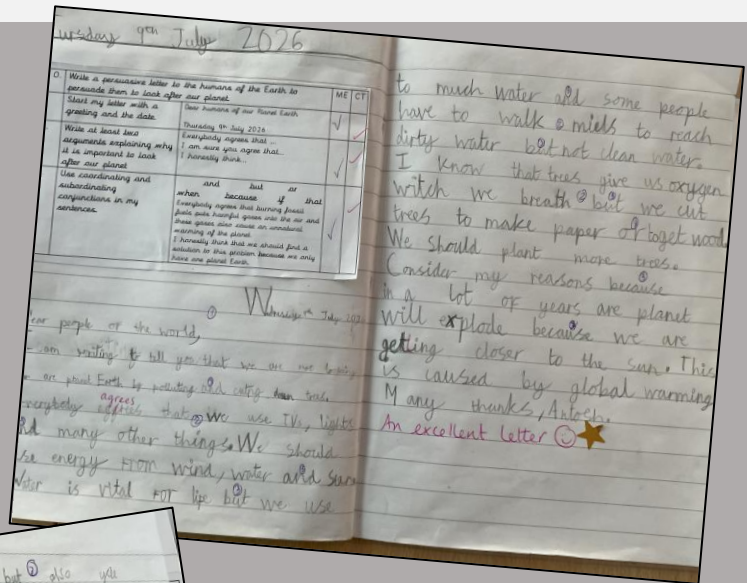 ursday 9th July 2026
O. Write a persuasive letter to the humans of the Earth to persuade them to look after our planet
ME CT
Start my letter with a greeting and the date.
Dear humans of our Planet Earth
Thursday 9th July 2026
Write at least two arguments explaining why it is important to look after our planet
Everybody agrees that ...
I am sure you agree that...
I honestly think...
Use coordinating and subordinating conjunctions in my sentences.
and but or
when because if that
Everybody agrees that burning fossil fuels puts harmful gases into the air and these gases also cause an unnatural warming of the planet.
I honestly think that we should find a solution to this problem because we only have one planet Earth.
July 2026
ear people of the world,
am writing to tell you that we are not
are planet Earth by polluting and cuting down trees
verybody agrees that we use TVs, lights
nd many other things. We should
se energy from wind, water and sun.
Water is vital for life but we use
to much water and some people
have to walk miels to reach
dirty water but not clean water.
I know that trees give us oxygen
witch we breath but we cut
trees to make paper or to get wood.
We should plant more trees.
Consider my reasons because
in a lot of years are planet
will explode because we are
getting closer to the sun. This
is caused by global warming
Many thanks,
An excellent letter
but also you